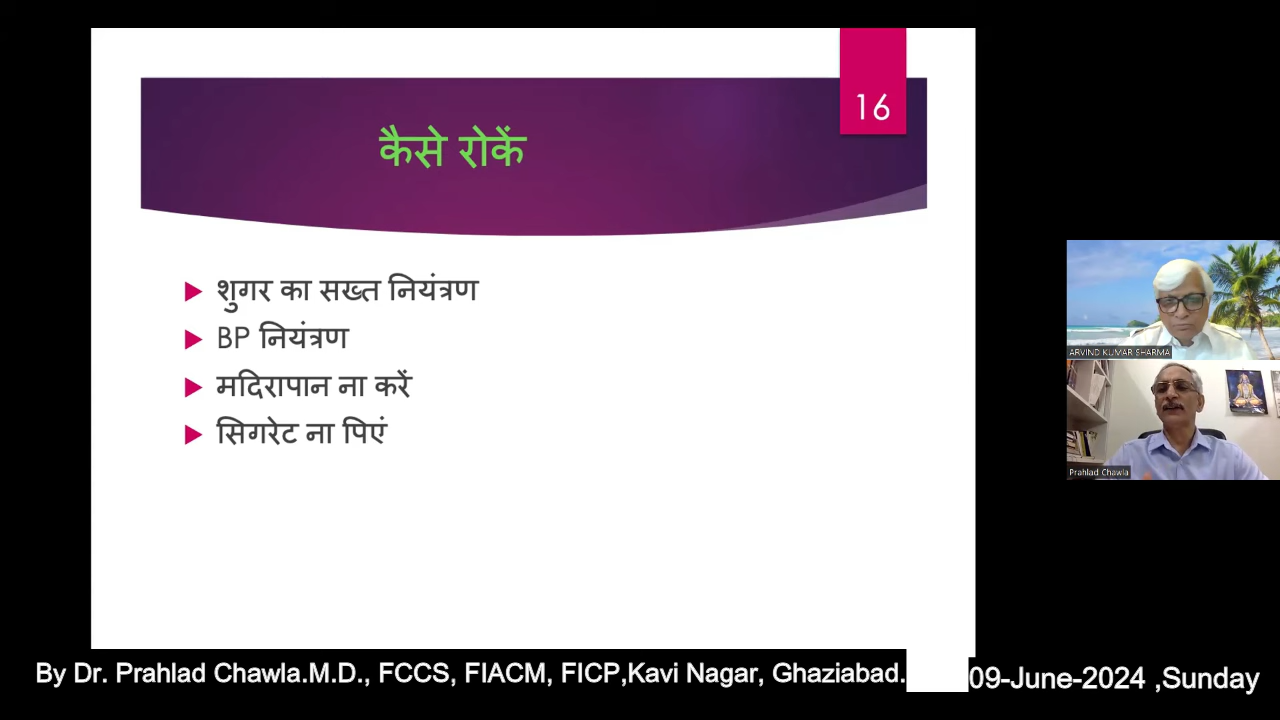 16
कैसे रोकें
शुगर का सख्त नियंत्रण
BP नियंत्रण
मदिरापान ना करें
सिगरेट ना पिएं
ARVIND KUMAR SHARMA
Prahlad Chawla
By Dr. Prahlad Chawla.M.D., FCCS, FIACM, FICP,Kavi Nagar, Ghaziabad.
09-June-2024 ,Sunday